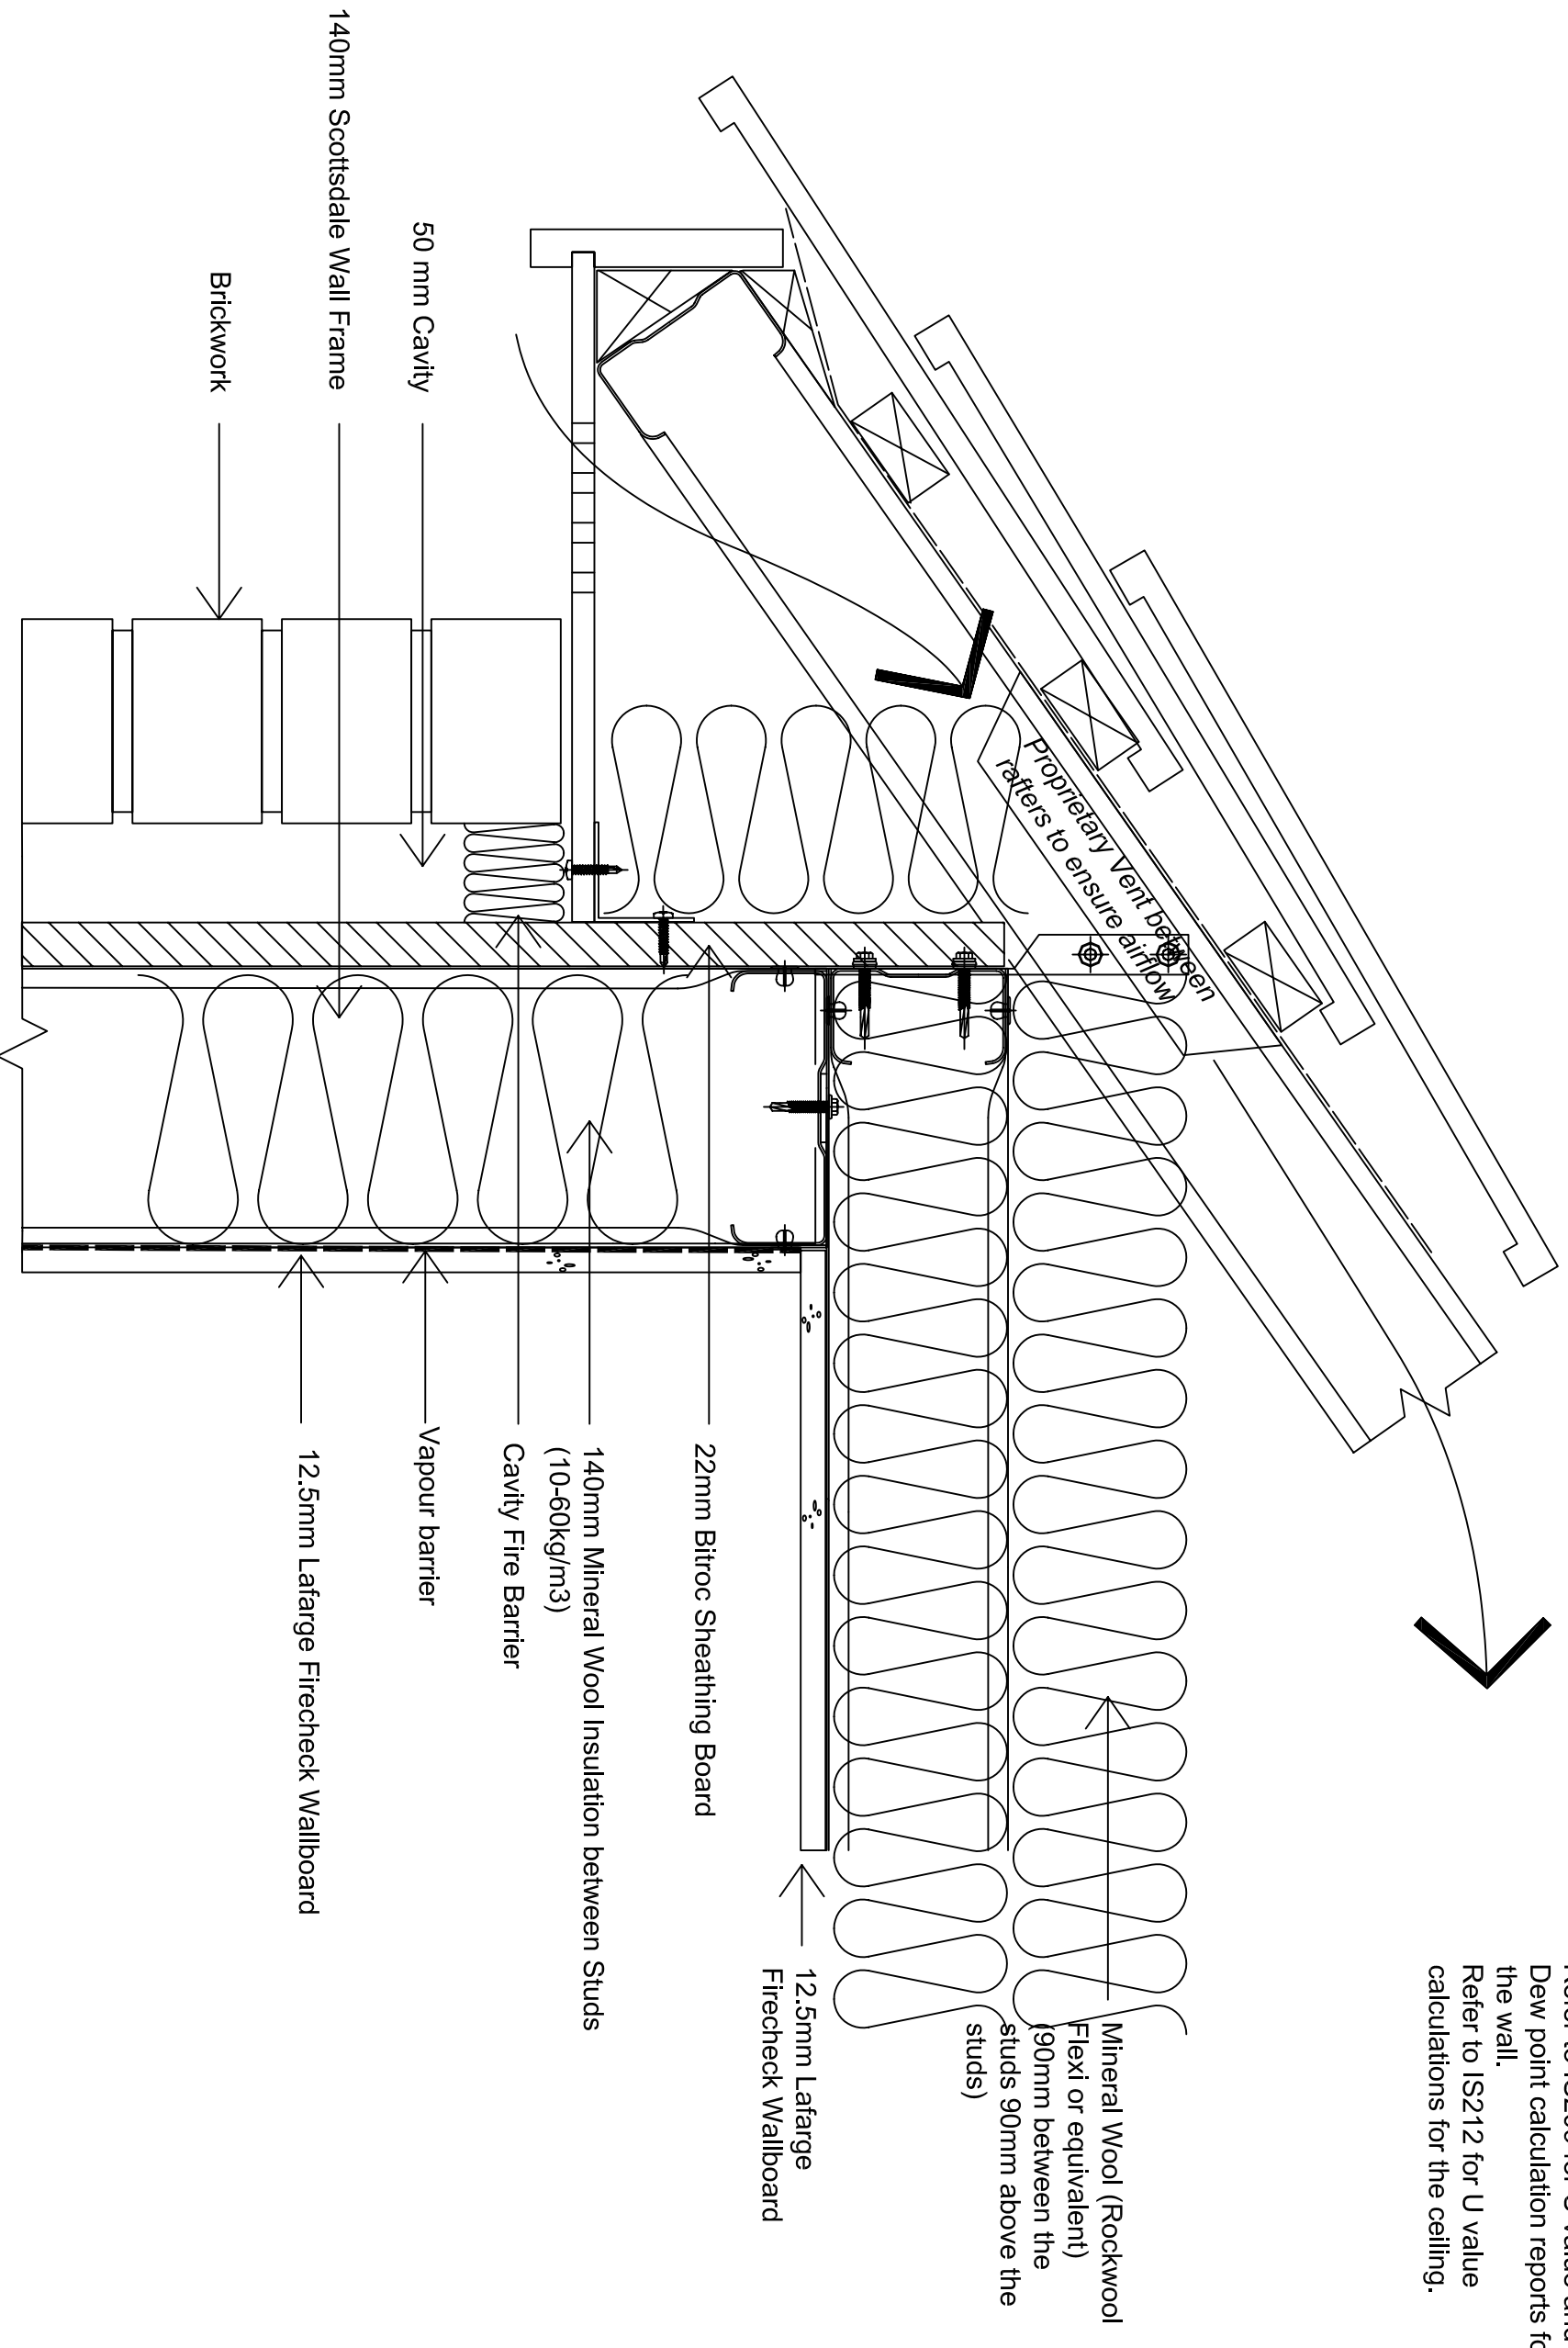 Dew point calculation reports
the wall.
Refer to IS212 for U value
calculations for the ceiling.
Proprietary Vent between
rafters to ensure airflow
140mm Scottsdale Wall Frame
50 mm Cavity
Brickwork
Mineral Wool (Rockwool
Flexi or equivalent)
(90mm between the
studs 90mm above the
studs)
12.5mm Lafarge
Firecheck Wallboard
22mm Bitroc Sheathing Board
140mm Mineral Wool Insulation between Studs
(10-60kg/m3)
Cavity Fire Barrier
Vapour barrier
12.5mm Lafarge Firecheck Wallboard